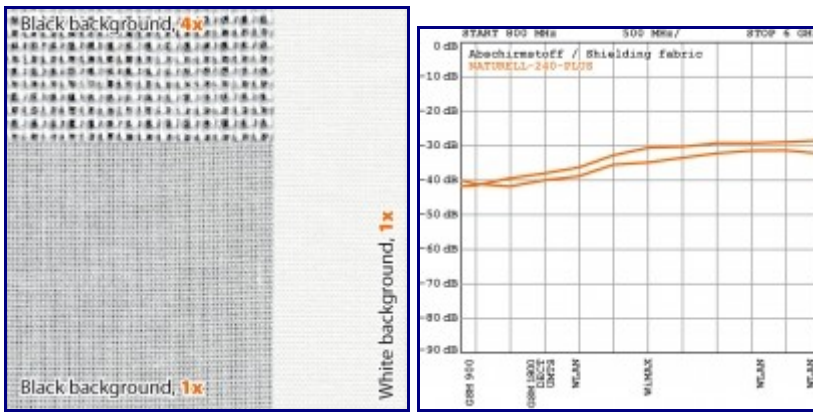 Black background, 4x
Black background, 1x
White background, 1x
START 800 MHz 500 MHz/ STOP 6 GH
Abschirmstoff / Shielding fabric
NATURELL-240-PLUS
0 dB
-10 dB
-20 dB
-30 dB
-40 dB
-50 dB
-60 dB
-70 dB
-80 dB
-90 dB
GSM 900
GSM 1800
DECT
UMTS
WLAN
WiMAX
WLAN
WLAN